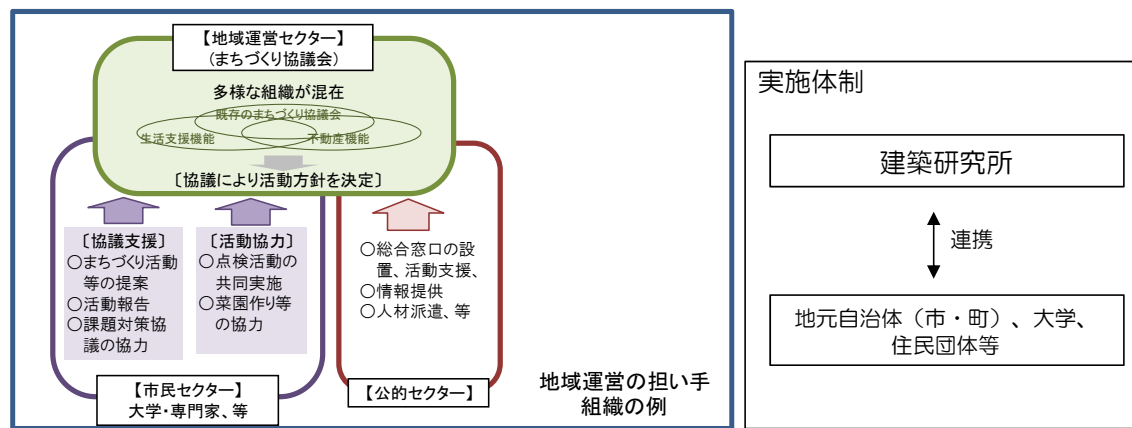 【地域運営セクター】
(まちづくり協議会)
多様な組織が混在
既存のまちづくり協議会
生活支援機能
不動産機能
〔協議により活動方針を決定〕
〔協議支援〕
○まちづくり活動
等の提案
○活動報告
○課題対策協
議の協力
〔活動協力〕
○点検活動の
共同実施
○菜園作り等
の協力
○総合窓口の設
置、活動支援、
○情報提供
○人材派遣、等
【市民セクター】
大学・専門家、等
【公的セクター】
地域運営の担い手
組織の例
実施体制
建築研究所
連携
地元自治体（市・町）、大学、
住民団体等